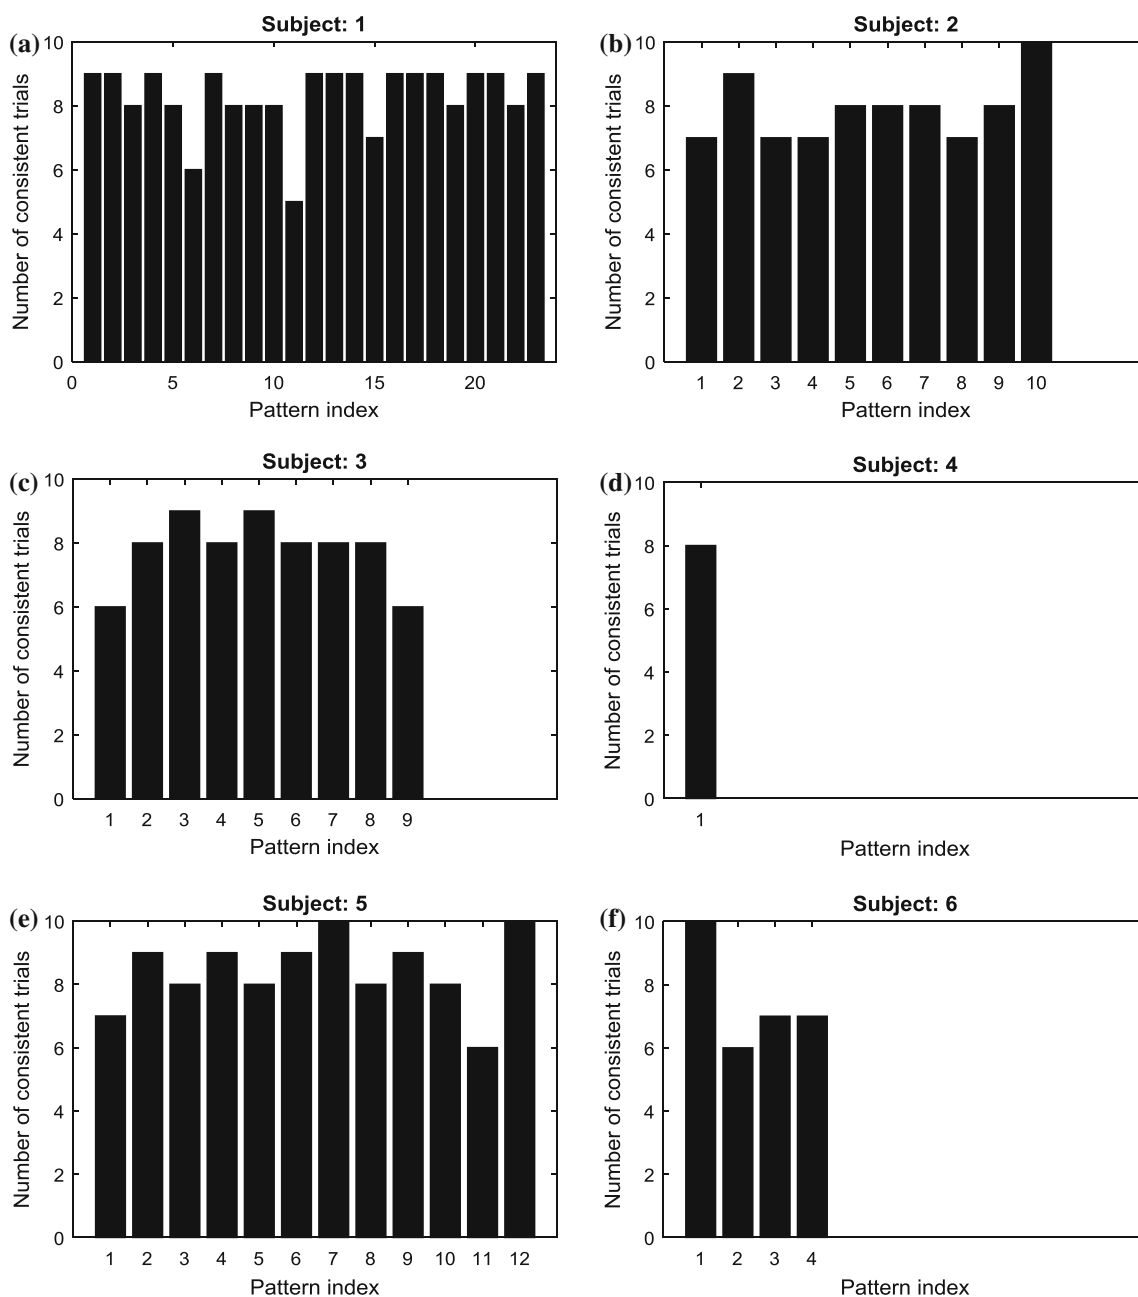 Subject: 1
(a)
10
8
6
4
2
0
Number of consistent trials
0 5 10 15 20
Pattern index
Subject: 2
(b)
10
8
6
4
2
0
Number of consistent trials
1 2 3 4 5 6 7 8 9 10
Pattern index
Subject: 3
(c)
10
8
6
4
2
0
Number of consistent trials
1 2 3 4 5 6 7 8 9
Pattern index
Subject: 4
(d)
10
8
6
4
2
0
Number of consistent trials
1
Pattern index
Subject: 5
(e)
10
8
6
4
2
0
Number of consistent trials
1 2 3 4 5 6 7 8 9 10 11 12
Pattern index
Subject: 6
(f)
10
8
6
4
2
0
Number of consistent trials
1 2 3 4
Pattern index